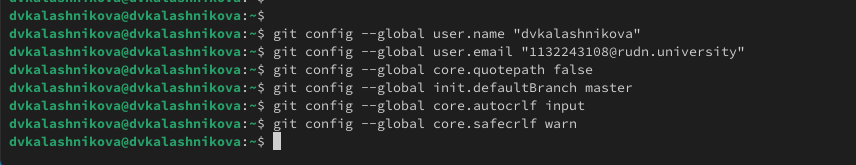 dvkalashnikova@dvkalashnikova:~$
dvkalashnikova@dvkalashnikova:~$ git config --global user.name "dvkalashnikova"
dvkalashnikova@dvkalashnikova:~$ git config --global user.email "1132243108@rudn.university"
dvkalashnikova@dvkalashnikova:~$ git config --global core.quotepath false
dvkalashnikova@dvkalashnikova:~$ git config --global init.defaultBranch master
dvkalashnikova@dvkalashnikova:~$ git config --global core.autocrlf input
dvkalashnikova@dvkalashnikova:~$ git config --global core.safecrlf warn
dvkalashnikova@dvkalashnikova:~$